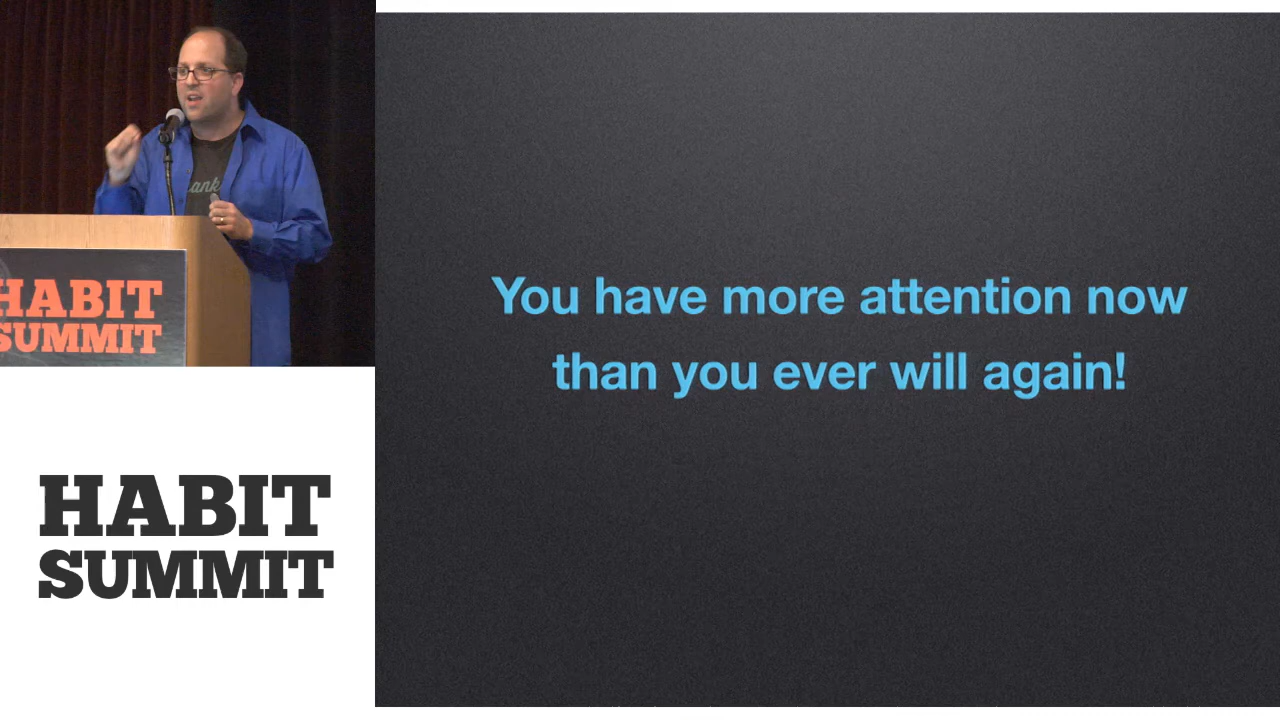 HABIT
SUMMIT
HABIT
SUMMIT
You have more attention now
than you ever will again!